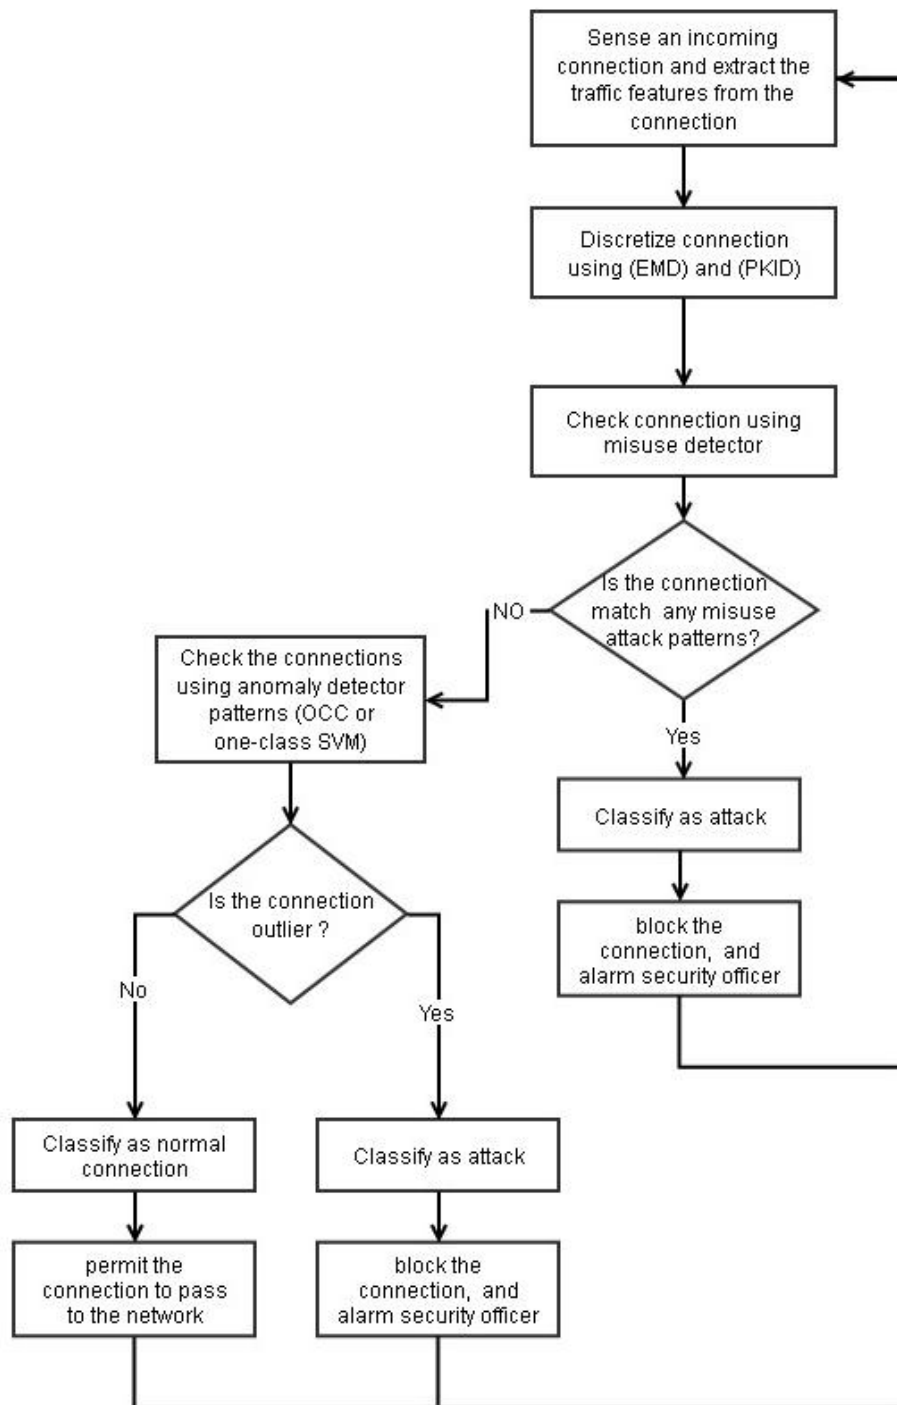 Sense an incoming
connection and extract the
traffic features from the
connection
Discretize connection
using (EMD) and (PKID)
Check connection using
misuse detector
Is the connection
match any misuse
attack patterns?
NO
Yes
Check the connections
using anomaly detector
patterns (OCC or
one-class SVM)
Classify as attack
block the
connection, and
alarm security officer
Is the connection
outlier ?
No
Yes
Classify as normal
connection
Classify as attack
permit the
connection to pass
to the network
block the
connection, and
alarm security officer